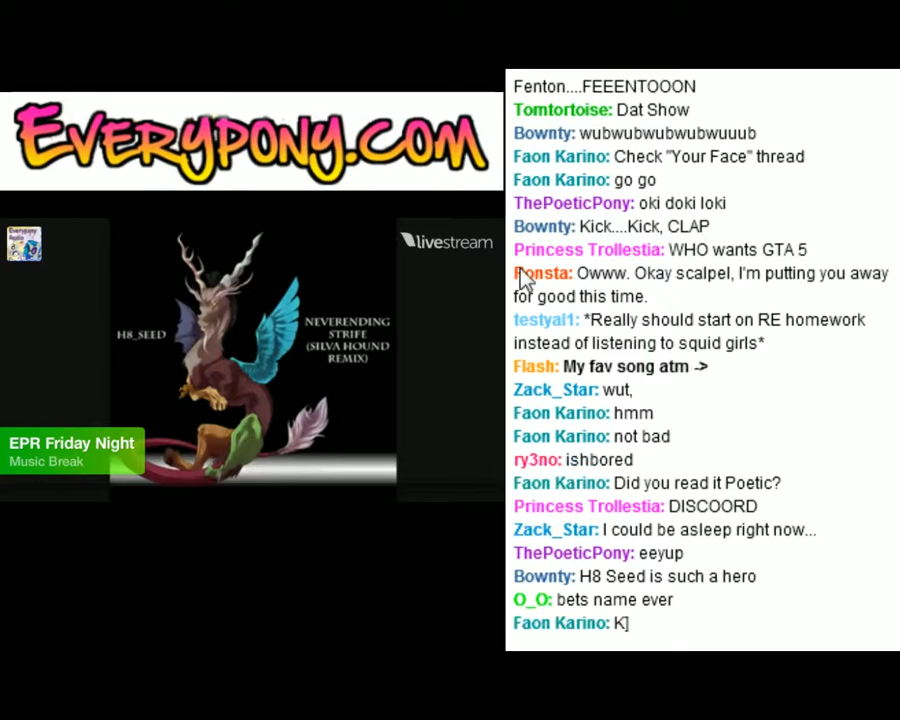 EVERYPONY.COM
Everypony
Radio
livestream
H8_SEED
NEVERENDING
STRIFE
(SILVA HOUND
REMIX)
EPR Friday Night
Music Break
Fenton....FEEENTOOON
Tomtortoise: Dat Show
Bownty: wubwubwubwubwuuub
Faon Karino: Check "Your Face" thread
Faon Karino: go go
ThePoeticPony: oki doki loki
Bownty: Kick....Kick, CLAP
Princess Trollestia: WHO wants GTA 5
Ponsta: Owww. Okay scalpel, I'm putting you away
for good this time.
testyal1: *Really should start on RE homework
instead of listening to squid girls*
Flash: My fav song atm ->
Zack_Star: wut,
Faon Karino: hmm
Faon Karino: not bad
ry3no: ishbored
Faon Karino: Did you read it Poetic?
Princess Trollestia: DISCOORD
Zack_Star: I could be asleep right now...
ThePoeticPony: eeyup
Bownty: H8 Seed is such a hero
O_O: bets name ever
Faon Karino: K]